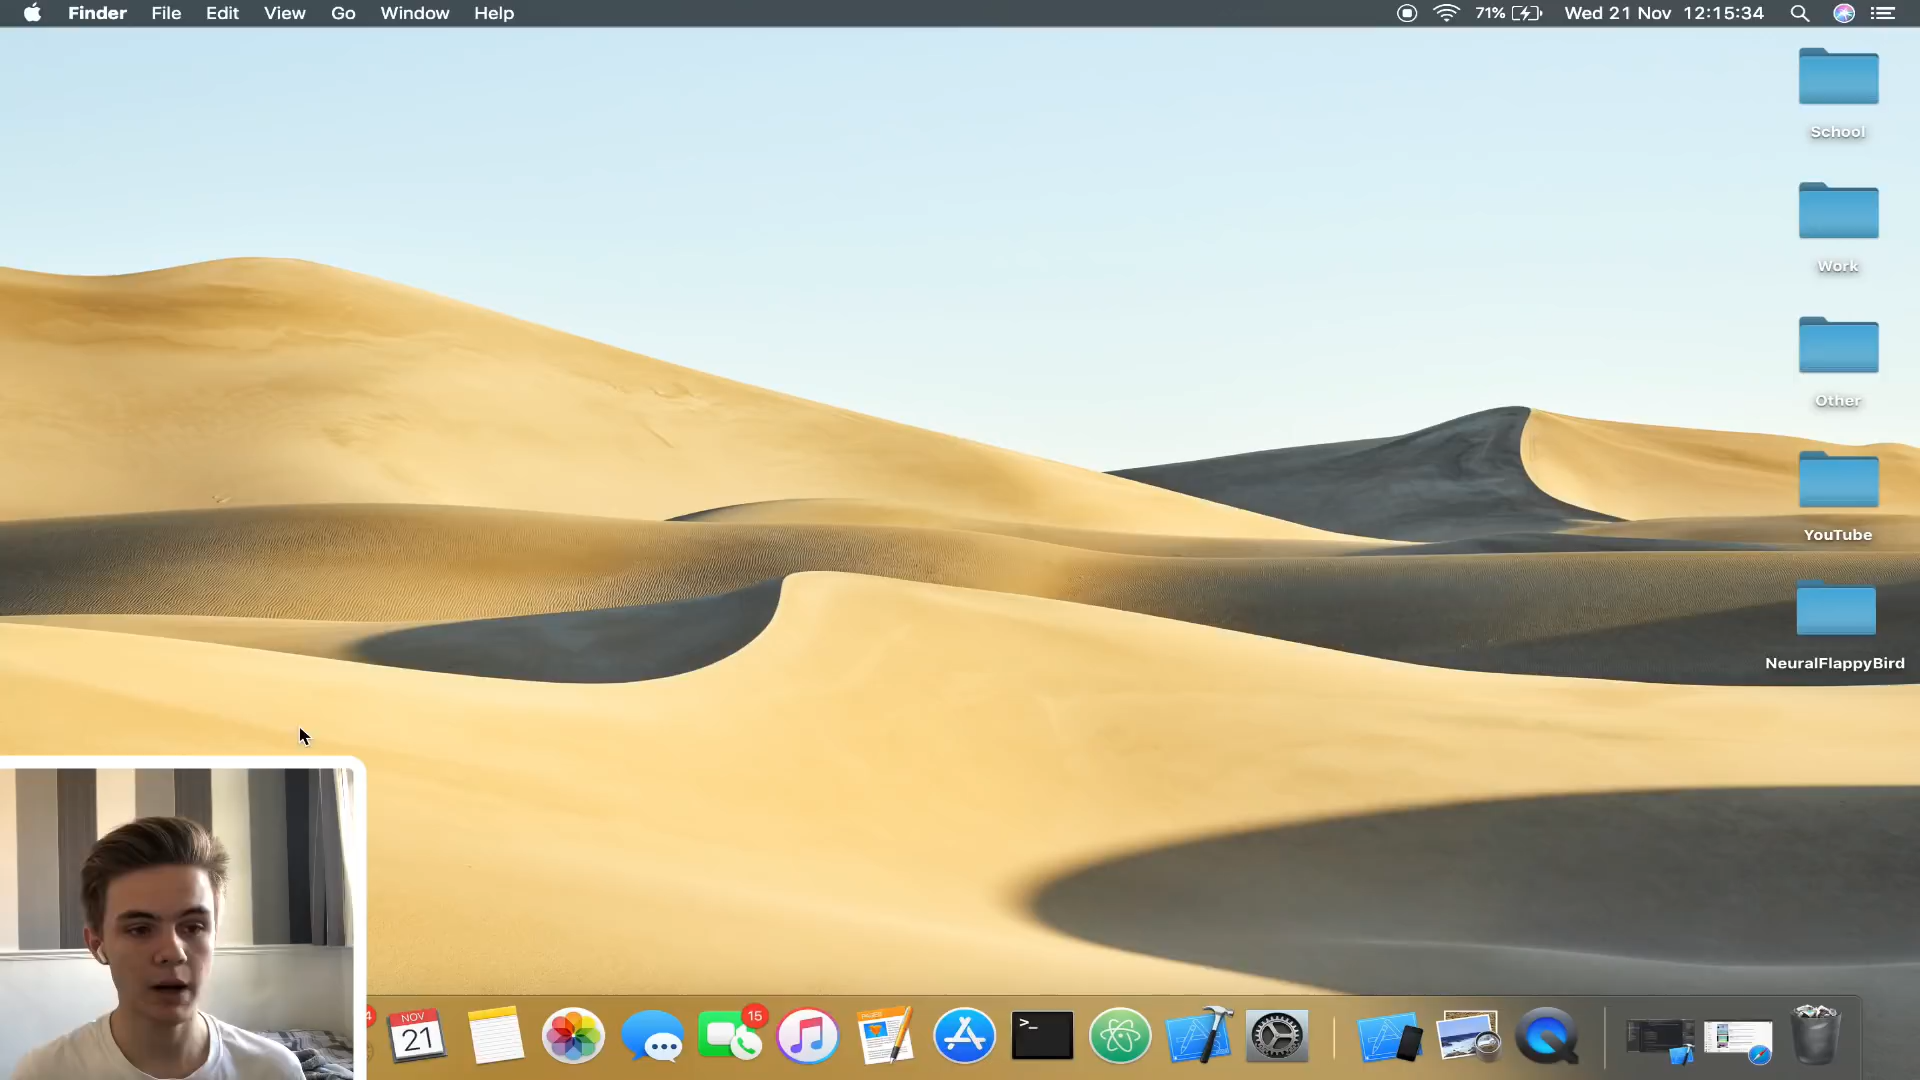 Finder File Edit View Go Window Help 71% Wed 21 Nov 12:15:34
School
Work
Other
YouTube
NeuralFlappyBird
4
NOV
21
15
>_